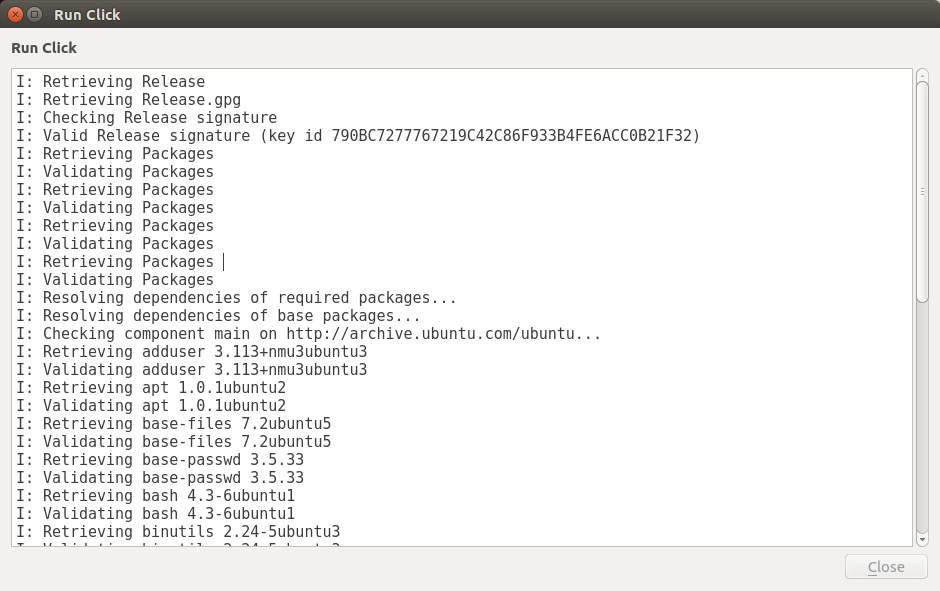 Run Click
Run Click
I: Retrieving Release
I: Retrieving Release.gpg
I: Checking Release signature
I: Valid Release signature (key id 790BC7277767219C42C86F933B4FE6ACC0B21F32)
I: Retrieving Packages
I: Validating Packages
I: Retrieving Packages
I: Validating Packages
I: Retrieving Packages
I: Validating Packages
I: Retrieving Packages
I: Validating Packages
I: Resolving dependencies of required packages...
I: Resolving dependencies of base packages...
I: Checking component main on http://archive.ubuntu.com/ubuntu...
I: Retrieving adduser 3.113+nmu3ubuntu3
I: Validating adduser 3.113+nmu3ubuntu3
I: Retrieving apt 1.0.1ubuntu2
I: Validating apt 1.0.1ubuntu2
I: Retrieving base-files 7.2ubuntu5
I: Validating base-files 7.2ubuntu5
I: Retrieving base-passwd 3.5.33
I: Validating base-passwd 3.5.33
I: Retrieving bash 4.3-6ubuntu1
I: Validating bash 4.3-6ubuntu1
I: Retrieving binutils 2.24-5ubuntu3
I: Validating binutils 2.24-5ubuntu3
Close